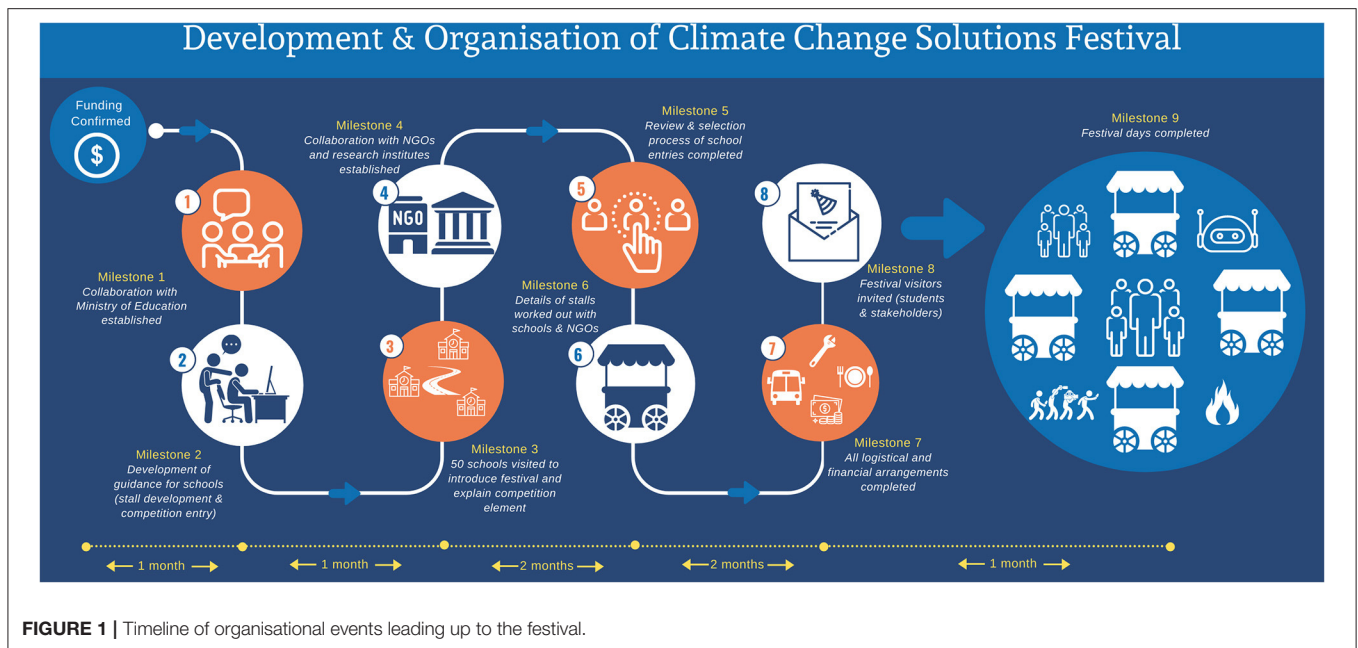 Development & Organisation of Climate Change Solutions Festival
Funding
Confirmed
$
1
Milestone 1
Collaboration with
Ministry of Education
established
2
Milestone 2
Development of
guidance for schools
(stall development &
competition entry)
3
Milestone 3
50 schools visited to
introduce festival and
explain competition
element
Milestone 4
Collaboration with NGOs
and research institutes
established
4
NGO
Milestone 5
Review & selection
process of school
entries completed
5
Milestone 6
Details of stalls
worked out with
schools & NGOs
6
7
$
Milestone 7
All logistical and
financial arrangements
completed
8
Milestone 8
Festival visitors
invited (students
& stakeholders)
Milestone 9
Festival days completed
1 month
1 month
2 months
2 months
1 month
FIGURE 1 | Timeline of organisational events leading up to the festival.